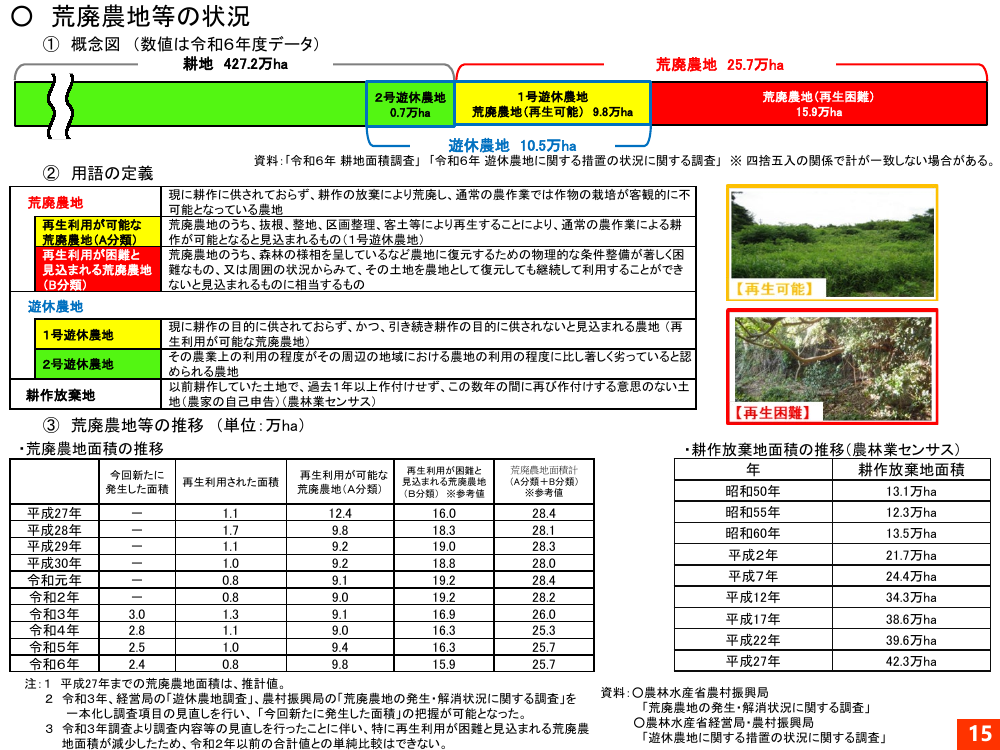 ○ 荒廃農地等の状況
① 概念図 （数値は令和６年度データ）
耕地 427.2万ha
荒廃農地 25.7万ha
２号遊休農地
0.7万ha
１号遊休農地
荒廃農地（再生可能） 9.8万ha
荒廃農地（再生困難）
15.9万ha
遊休農地 10.5万ha
資料：「令和６年 耕地面積調査」 「令和６年 遊休農地に関する措置の状況に関する調査」 ※ 四捨五入の関係で計が一致しない場合がある。
② 用語の定義
荒廃農地
現に耕作に供されておらず、耕作の放棄により荒廃し、通常の農作業では作物の栽培が客観的に不
可能となっている農地
再生利用が可能な
荒廃農地（A分類）
荒廃農地のうち、抜根、整地、区画整理、客土等により再生することにより、通常の農作業による耕
作が可能となると見込まれるもの（１号遊休農地）
再生利用が困難と
見込まれる荒廃農地
（B分類）
荒廃農地のうち、森林の様相を呈しているなど農地に復元するための物理的な条件整備が著しく困
難なもの、又は周囲の状況からみて、その土地を農地として復元しても継続して利用することができ
ないと見込まれるものに相当するもの
遊休農地
１号遊休農地
現に耕作の目的に供されておらず、かつ、引き続き耕作の目的に供されないと見込まれる農地 （再
生利用が可能な荒廃農地）
２号遊休農地
その農業上の利用の程度がその周辺の地域における農地の利用の程度に比し著しく劣っていると認
められる農地
耕作放棄地
以前耕作していた土地で、過去１年以上作付けせず、この数年の間に再び作付けする意思のない土
地（農家の自己申告）（農林業センサス）
【再生可能】
【再生困難】
③ 荒廃農地等の推移 （単位：万ha）
・荒廃農地面積の推移
今回新たに
発生した面積
再生利用された面積
再生利用が可能な
荒廃農地（A分類）
再生利用が困難と
見込まれる荒廃農地
（B分類） ※参考値
荒廃農地面積計
（A分類＋B分類）
※参考値
平成27年 － 1.1 12.4 16.0 28.4
平成28年 － 1.7 9.8 18.3 28.1
平成29年 － 1.1 9.2 19.0 28.3
平成30年 － 1.0 9.2 18.8 28.0
令和元年 － 0.8 9.1 19.2 28.4
令和２年 － 0.8 9.0 19.2 28.2
令和３年 3.0 1.3 9.1 16.9 26.0
令和４年 2.8 1.1 9.0 16.3 25.3
令和５年 2.5 1.0 9.4 16.3 25.7
令和６年 2.4 0.8 9.8 15.9 25.7
注：１ 平成27年までの荒廃農地面積は、推計値。
２ 令和３年、経営局の「遊休農地調査」、農村振興局の「荒廃農地の発生・解消状況に関する調査」を
一本化し調査項目の見直しを行い、「今回新たに発生した面積」の把握が可能となった。
３ 令和３年調査より調査内容等の見直しを行ったことに伴い、特に再生利用が困難と見込まれる荒廃農
地面積が減少したため、令和２年以前の合計値との単純比較はできない。
・耕作放棄地面積の推移（農林業センサス）
年 耕作放棄地面積
昭和50年 13.1万ha
昭和55年 12.3万ha
昭和60年 13.5万ha
平成２年 21.7万ha
平成７年 24.4万ha
平成12年 34.3万ha
平成17年 38.6万ha
平成22年 39.6万ha
平成27年 42.3万ha
資料：○農林水産省農村振興局
「荒廃農地の発生・解消状況に関する調査」
○農林水産省経営局・農村振興局
「遊休農地に関する措置の状況に関する調査」
15